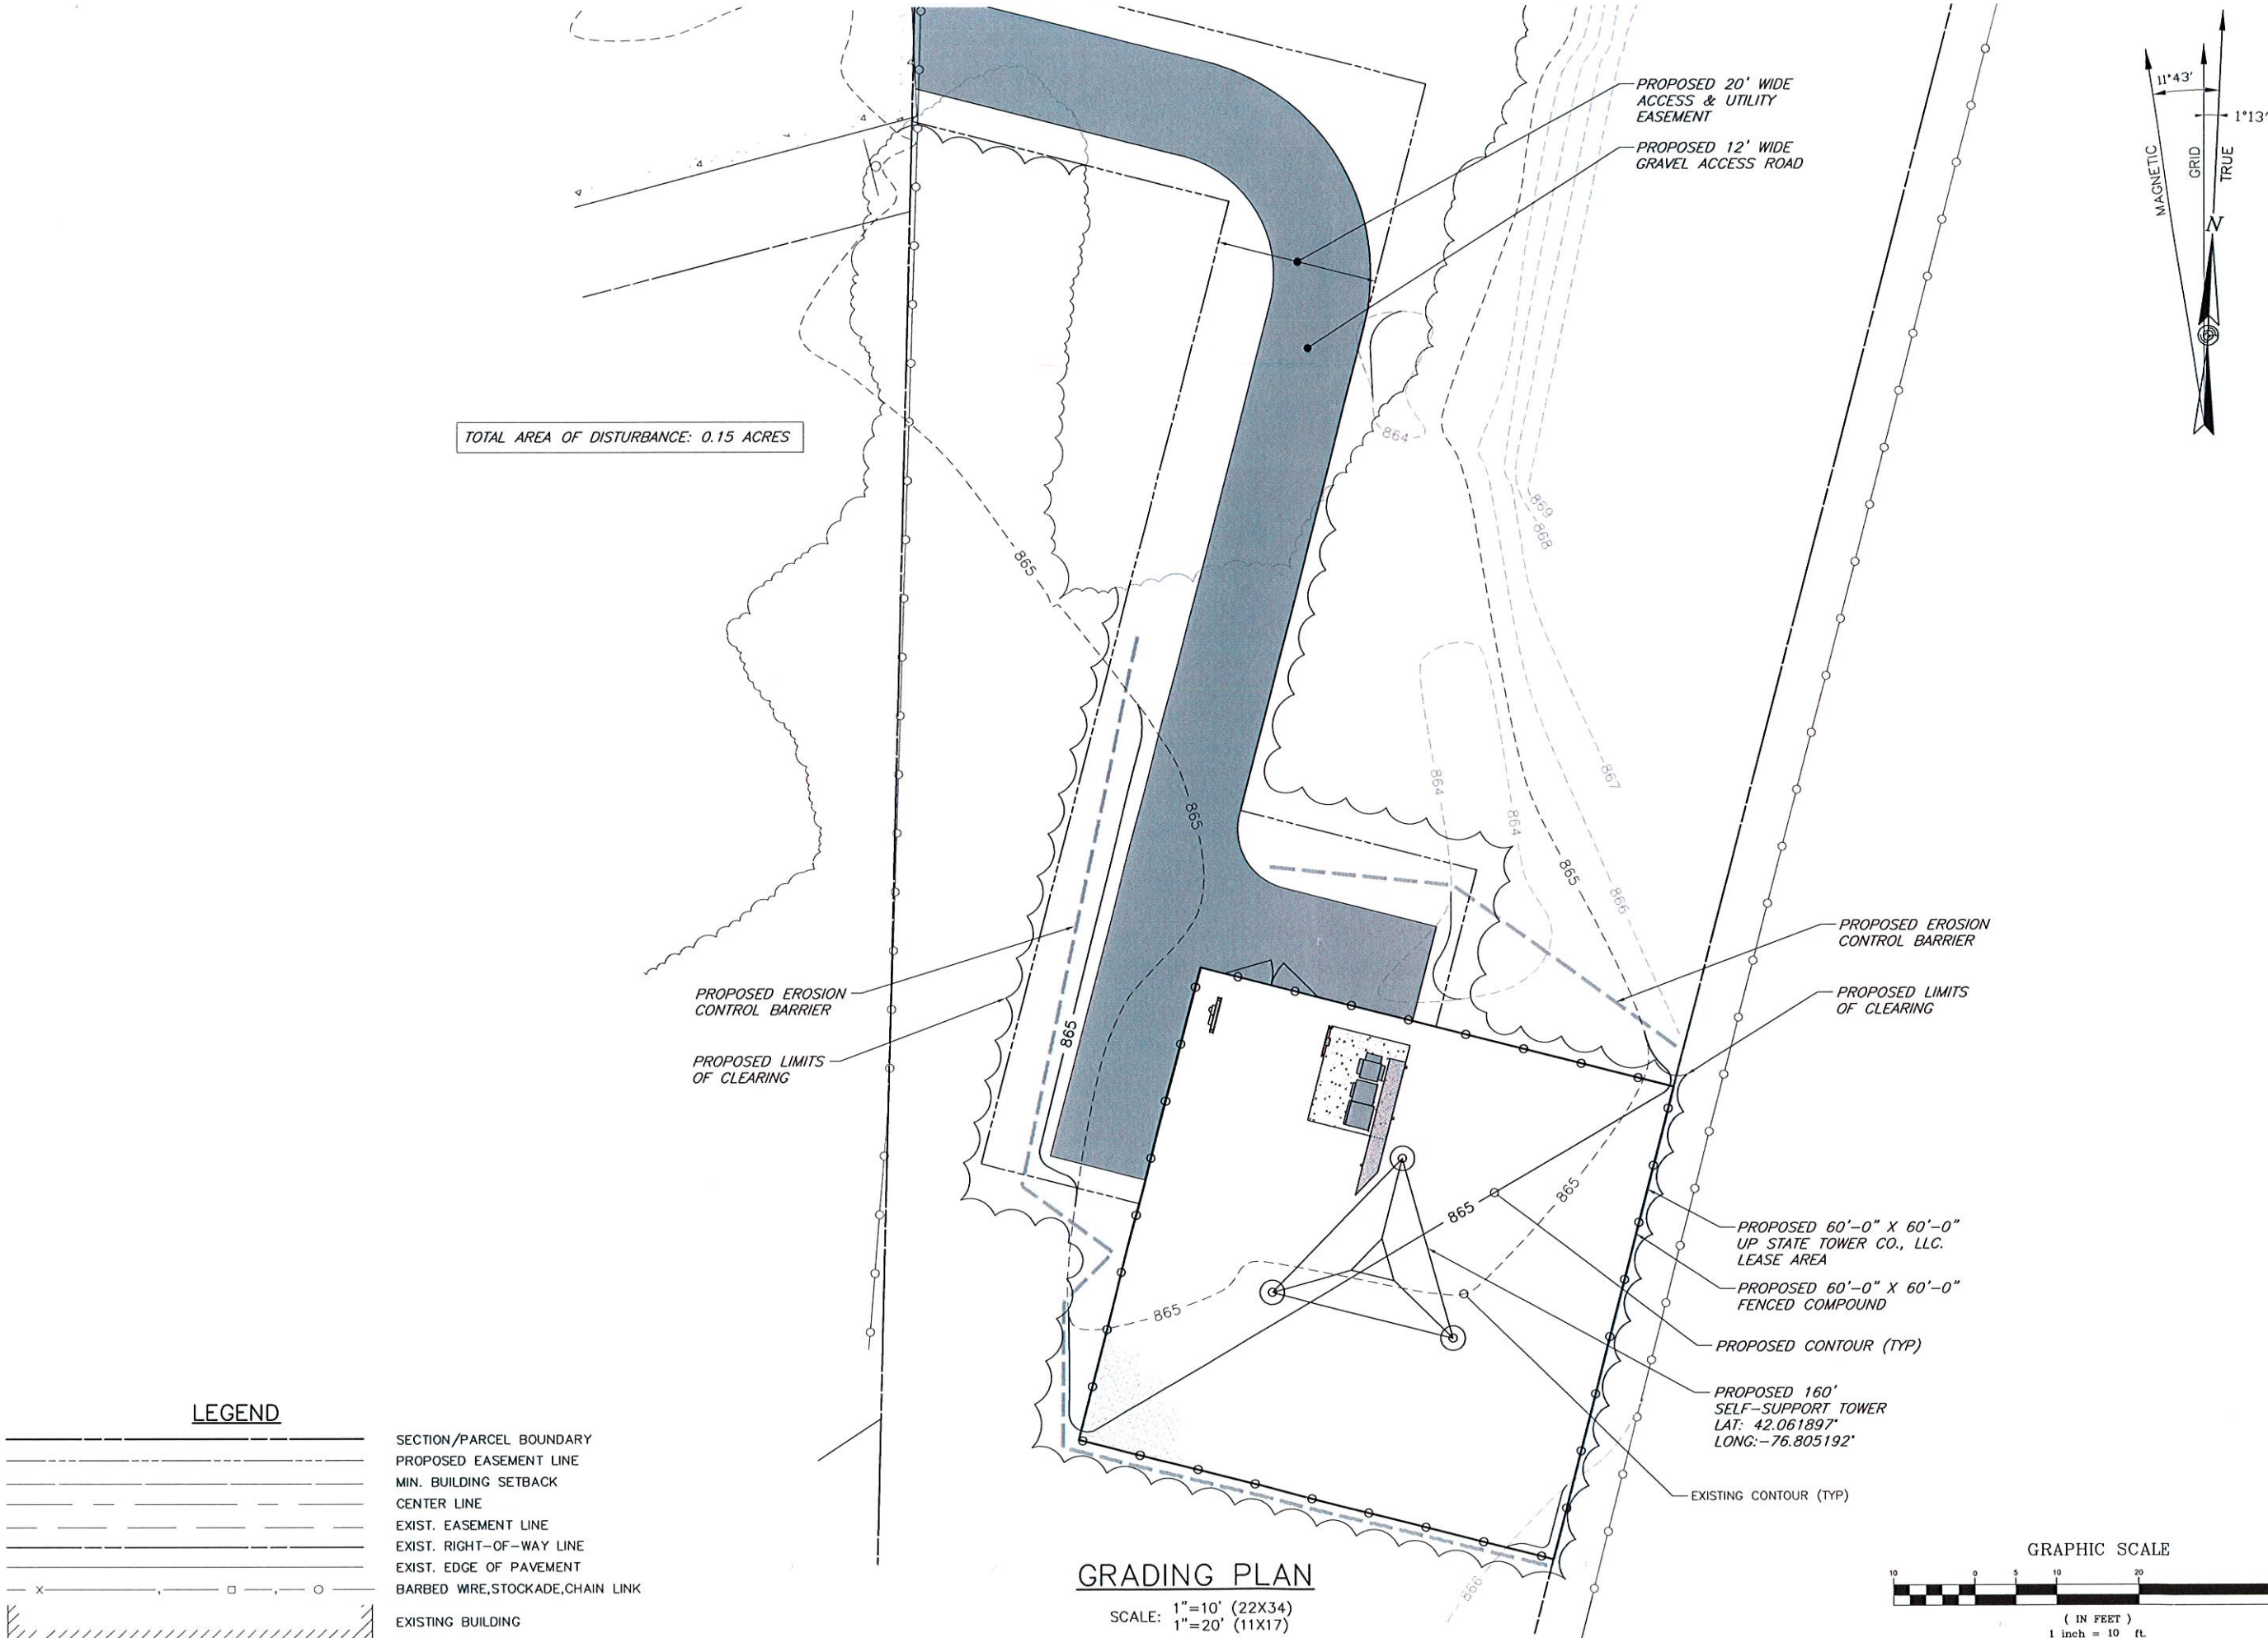 PROPOSED 20' WIDE
ACCESS & UTILITY
EASEMENT
PROPOSED 12' WIDE
GRAVEL ACCESS ROAD
11°43'
1°13'
MAGNETIC
GRID
TRUE
N
TOTAL AREA OF DISTURBANCE: 0.15 ACRES
864
869
868
865
867
864
864
865
865
866
PROPOSED EROSION
CONTROL BARRIER
PROPOSED LIMITS
OF CLEARING
PROPOSED EROSION
CONTROL BARRIER
PROPOSED LIMITS
OF CLEARING
865
865
865
865
PROPOSED 60'-0" X 60'-0"
UP STATE TOWER CO., LLC.
LEASE AREA
PROPOSED 60'-0" X 60'-0"
FENCED COMPOUND
PROPOSED CONTOUR (TYP)
PROPOSED 160'
SELF-SUPPORT TOWER
LAT: 42.061897°
LONG:-76.805192°
EXISTING CONTOUR (TYP)
866
LEGEND
SECTION/PARCEL BOUNDARY
PROPOSED EASEMENT LINE
MIN. BUILDING SETBACK
CENTER LINE
EXIST. EASEMENT LINE
EXIST. RIGHT-OF-WAY LINE
EXIST. EDGE OF PAVEMENT
BARBED WIRE,STOCKADE,CHAIN LINK
EXISTING BUILDING
GRADING PLAN
SCALE: 1"=10' (22X34)
1"=20' (11X17)
GRAPHIC SCALE
10 0 5 10 20
( IN FEET )
1 inch = 10 ft.